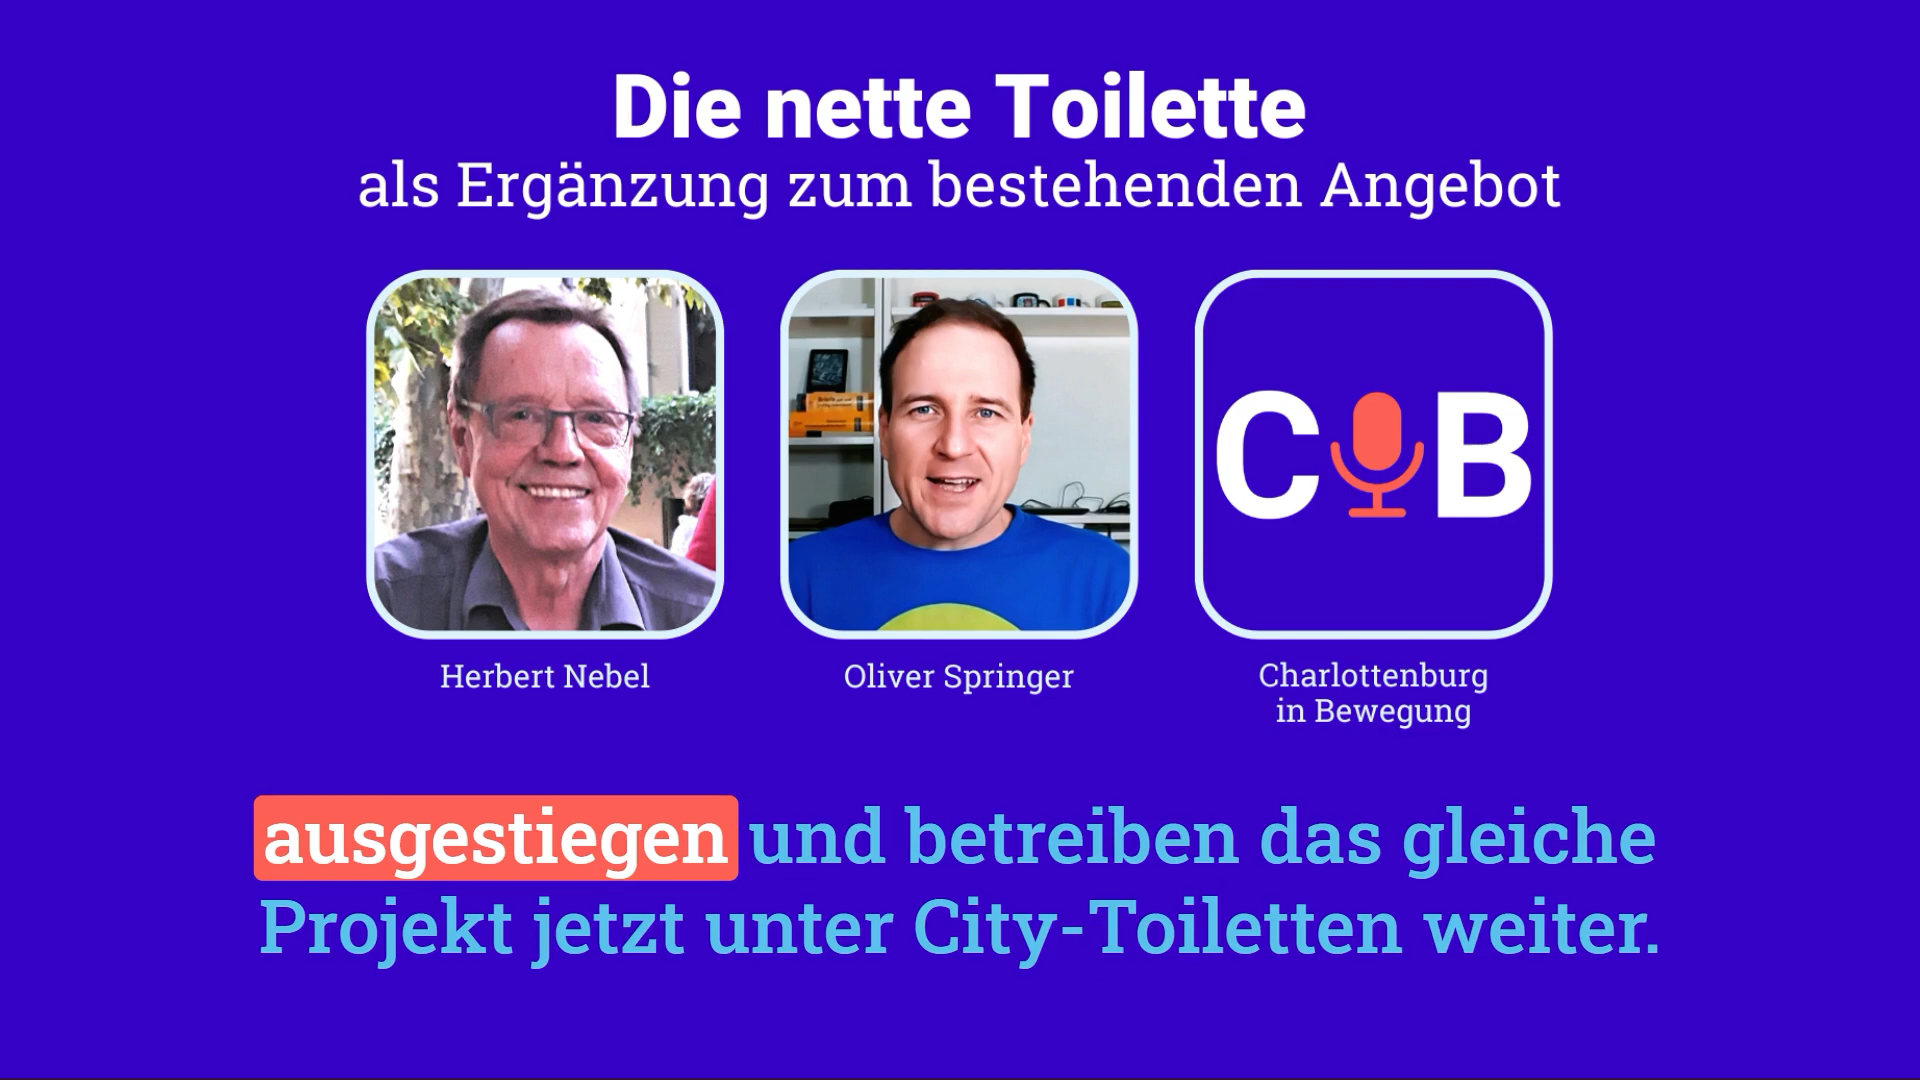 Die nette Toilette
als Ergänzung zum bestehenden Angebot
C B
Herbert Nebel
Oliver Springer
Charlottenburg
in Bewegung
ausgestiegen und betreiben das gleiche
Projekt jetzt unter City-Toiletten weiter.